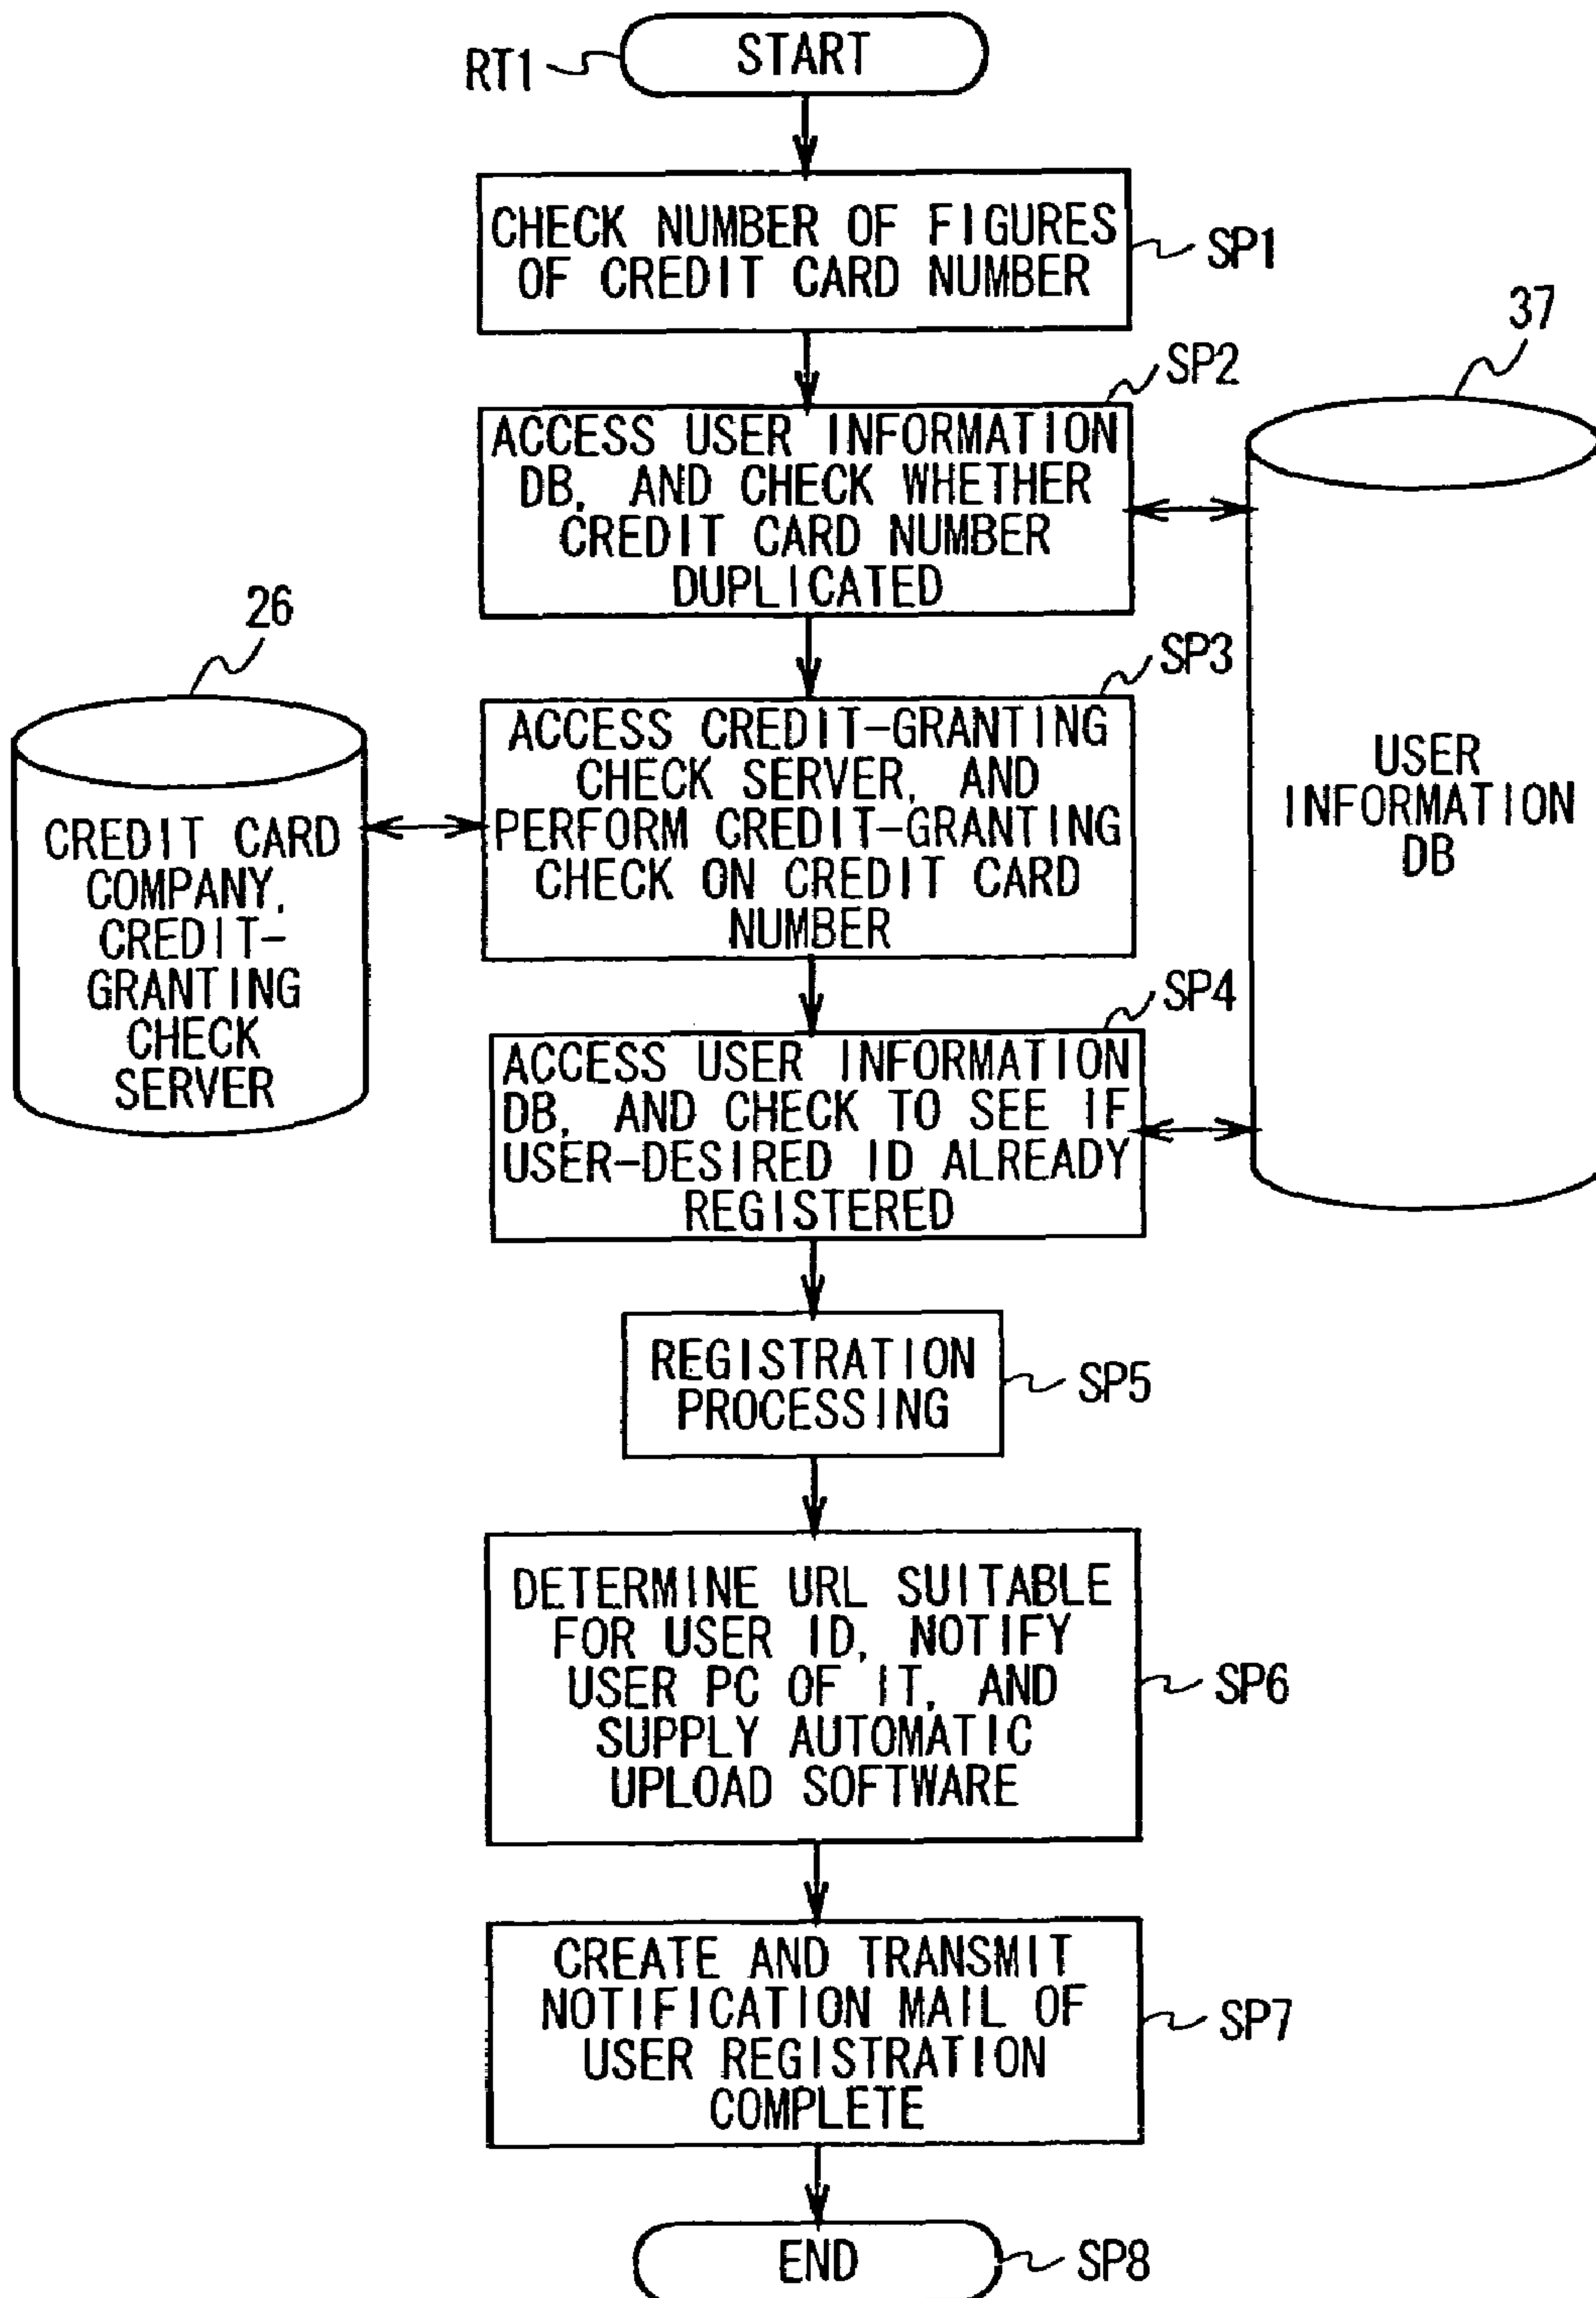 RT1
START
CHECK NUMBER OF FIGURES
OF CREDIT CARD NUMBER
SP1
37
SP2
ACCESS USER INFORMATION
DB, AND CHECK WHETHER
CREDIT CARD NUMBER
DUPLICATED
26
SP3
ACCESS CREDIT-GRANTING
CHECK SERVER, AND
PERFORM CREDIT-GRANTING
CHECK ON CREDIT CARD
NUMBER
USER
INFORMATION
DB
CREDIT CARD
COMPANY,
CREDIT-
GRANTING
CHECK
SERVER
SP4
ACCESS USER INFORMATION
DB, AND CHECK TO SEE IF
USER-DESIRED ID ALREADY
REGISTERED
REGISTRATION
PROCESSING
SP5
DETERMINE URL SUITABLE
FOR USER ID, NOTIFY
USER PC OF IT, AND
SUPPLY AUTOMATIC
UPLOAD SOFTWARE
SP6
CREATE AND TRANSMIT
NOTIFICATION MAIL OF
USER REGISTRATION
COMPLETE
SP7
END
SP8